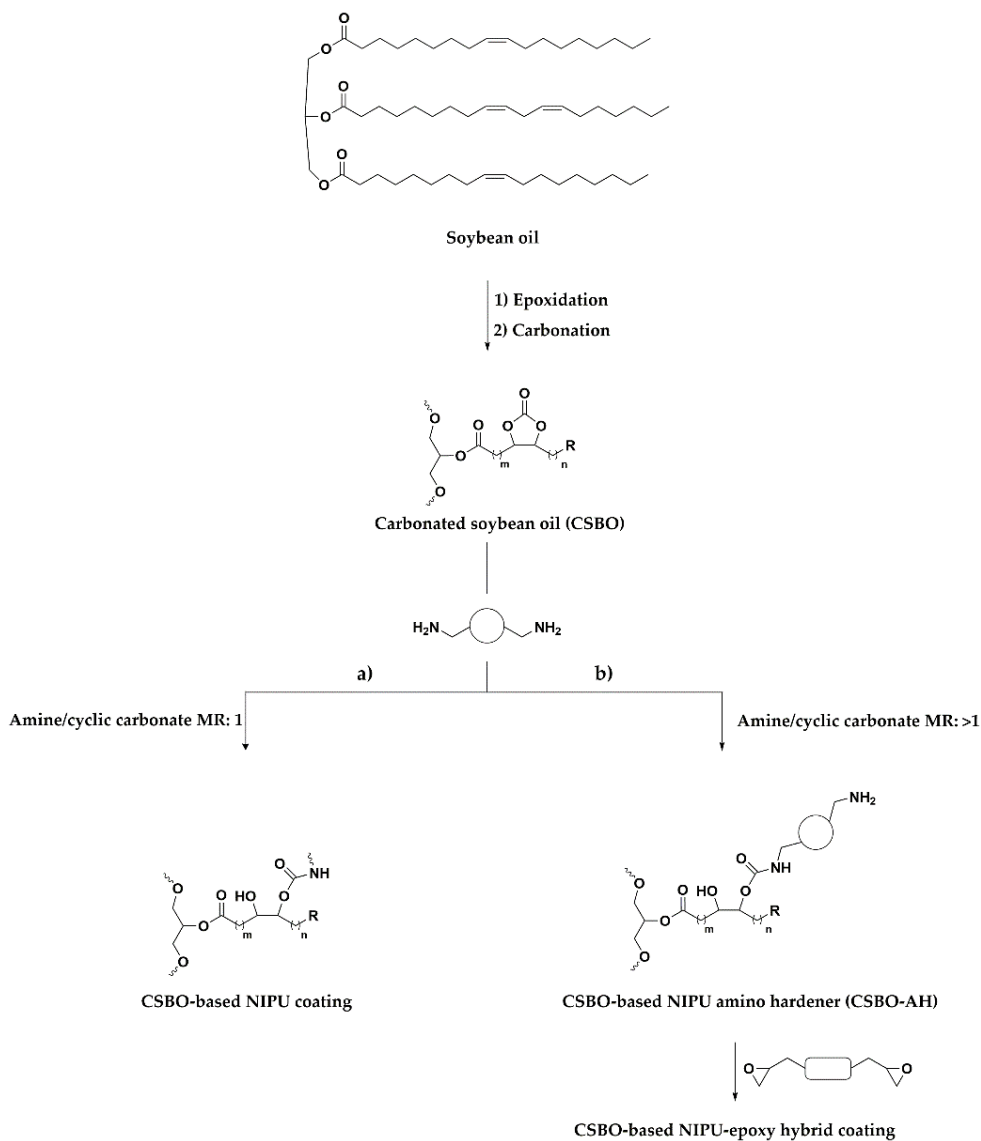 O
O
O
O
O
O
Soybean oil
1) Epoxidation
2) Carbonation
O
O
O
O
O
R
O
m
n
O
Carbonated soybean oil (CSBO)
H2N
NH2
a)
b)
Amine/cyclic carbonate MR: 1
Amine/cyclic carbonate MR: >1
NH2
O
NH
O
HO
O
O
R
O
m
n
O
O
NH
O
HO
O
O
R
O
m
n
O
CSBO-based NIPU coating
CSBO-based NIPU amino hardener (CSBO-AH)
O
O
CSBO-based NIPU-epoxy hybrid coating